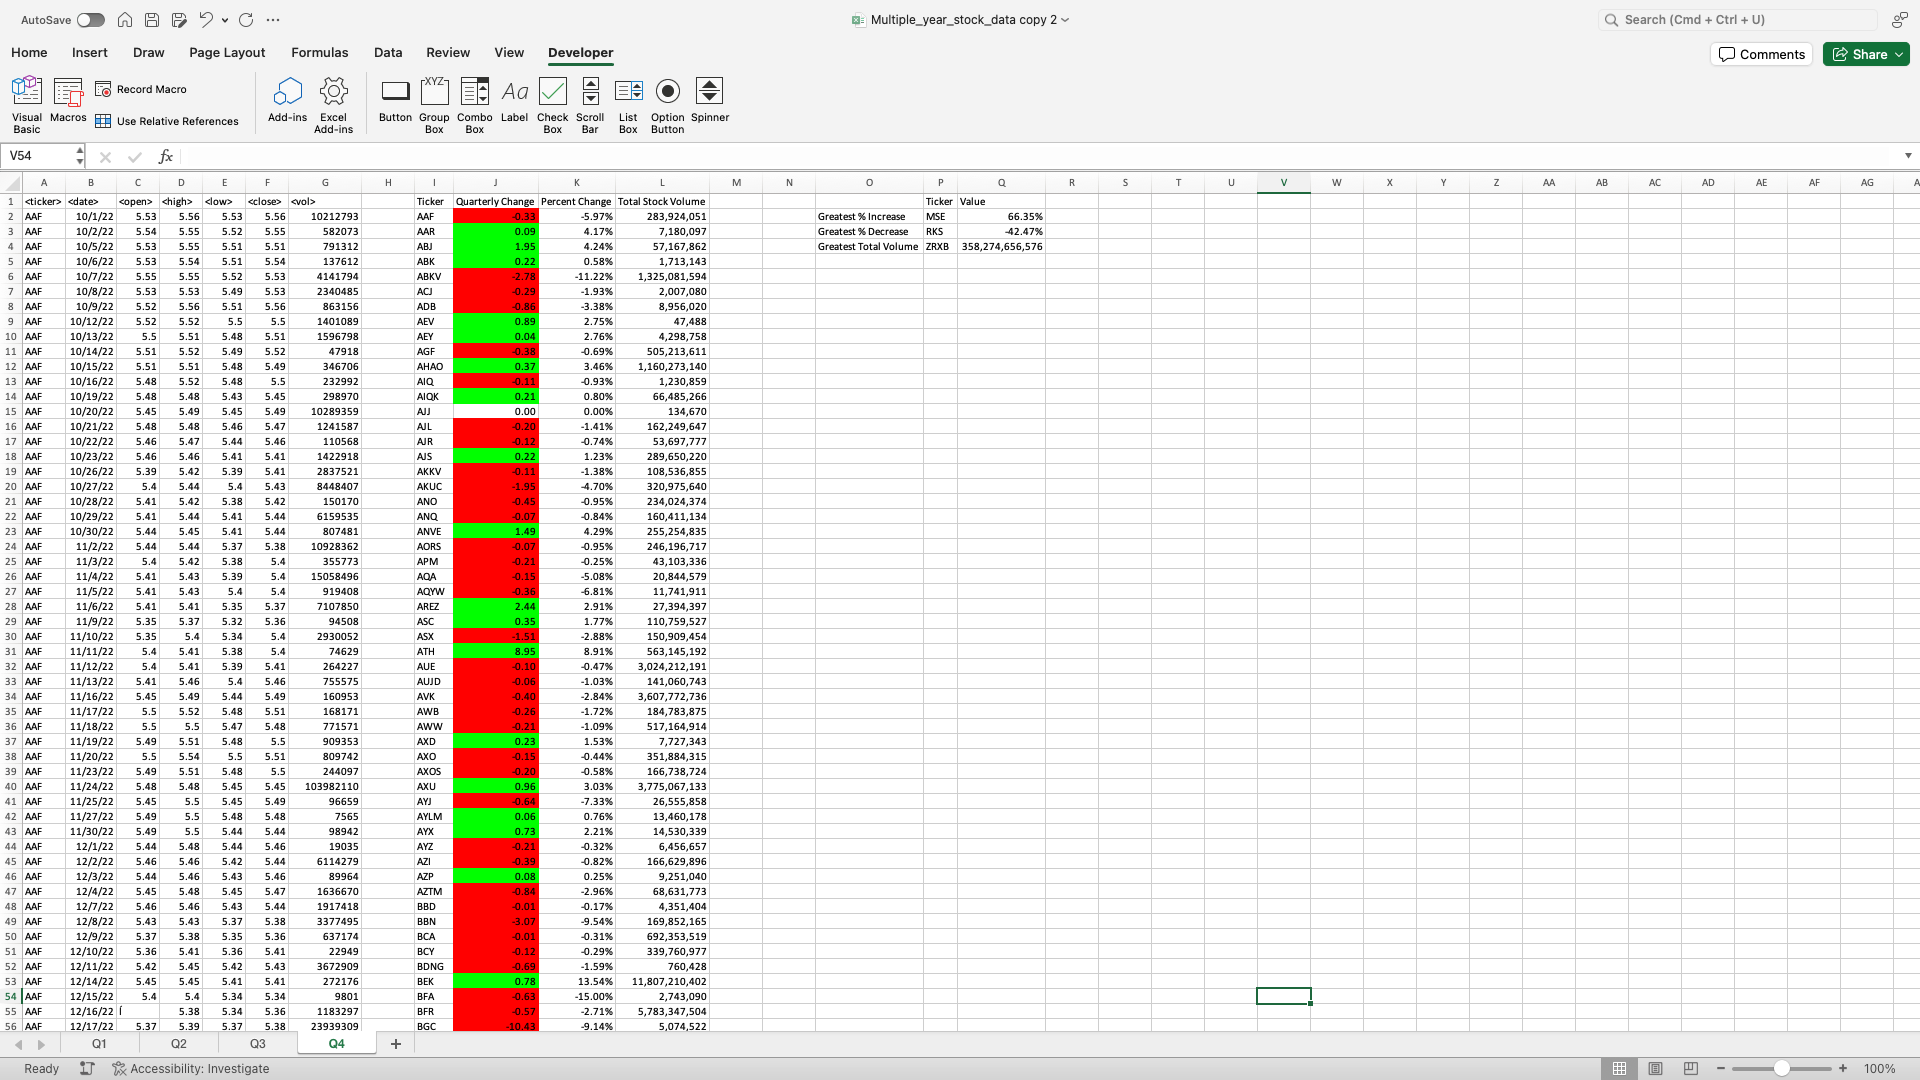 AutoSave Multiple_year_stock_data copy 2 Search (Cmd + Ctrl + U)
Home Insert Draw Page Layout Formulas Data Review View Developer Comments Share
Visual Basic Macros Record Macro Use Relative References Add-ins Excel Add-ins Button Group Box Combo Box Label Check Box Scroll Bar List Box Option Button Spinner
V54 fx
A B C D E F G H I J K L M N O P Q R S T U V W X Y Z AA AB AC AD AE AF AG A
1 <ticker> <date> <open> <high> <low> <close> <vol> Ticker Quarterly Change Percent Change Total Stock Volume Ticker Value
2 AAF 10/1/22 5.53 5.56 5.53 5.56 10212793 AAF -0.33 -5.97% 283,924,051 Greatest % Increase MSE 66.35%
3 AAF 10/2/22 5.54 5.55 5.52 5.55 582073 AAR 0.09 4.17% 7,180,097 Greatest % Decrease RKS -42.47%
4 AAF 10/5/22 5.53 5.55 5.51 5.51 791312 ABJ 1.95 4.24% 57,167,862 Greatest Total Volume ZRXB 358,274,656,576
5 AAF 10/6/22 5.53 5.54 5.51 5.54 137612 ABK 0.22 0.58% 1,713,143
6 AAF 10/7/22 5.55 5.55 5.52 5.53 4141794 ABKV -2.78 -11.22% 1,325,081,594
7 AAF 10/8/22 5.53 5.53 5.49 5.53 2340485 ACJ -0.29 -1.93% 2,007,080
8 AAF 10/9/22 5.52 5.56 5.51 5.56 863156 ADB -0.86 -3.38% 8,956,020
9 AAF 10/12/22 5.52 5.52 5.5 5.5 1401089 AEV 0.89 2.75% 47,488
10 AAF 10/13/22 5.5 5.51 5.48 5.51 1596798 AEY 0.04 2.76% 4,298,758
11 AAF 10/14/22 5.51 5.52 5.49 5.52 47918 AGF -0.38 -0.69% 505,213,611
12 AAF 10/15/22 5.51 5.51 5.48 5.49 346706 AHAO 0.37 3.46% 1,160,273,140
13 AAF 10/16/22 5.48 5.52 5.48 5.5 232992 AIQ -0.11 -0.93% 1,230,859
14 AAF 10/19/22 5.48 5.48 5.43 5.45 298970 AIQK 0.21 0.80% 66,485,266
15 AAF 10/20/22 5.45 5.49 5.45 5.49 10289359 AJJ 0.00 0.00% 134,670
16 AAF 10/21/22 5.48 5.48 5.46 5.47 1241587 AJL -0.20 -1.41% 162,249,647
17 AAF 10/22/22 5.46 5.47 5.44 5.46 110568 AJR -0.12 -0.74% 53,697,777
18 AAF 10/23/22 5.46 5.46 5.41 5.41 1422918 AJS 0.22 1.23% 289,650,220
19 AAF 10/26/22 5.39 5.42 5.39 5.41 2837521 AKKV -0.11 -1.38% 108,536,855
20 AAF 10/27/22 5.4 5.44 5.4 5.43 8448407 AKUC -1.95 -4.70% 320,975,640
21 AAF 10/28/22 5.41 5.42 5.38 5.42 150170 ANO -0.45 -0.95% 234,024,374
22 AAF 10/29/22 5.41 5.44 5.41 5.44 6159535 ANQ -0.07 -0.84% 160,411,134
23 AAF 10/30/22 5.44 5.45 5.41 5.44 807481 ANVE 1.49 4.29% 255,254,835
24 AAF 11/2/22 5.44 5.44 5.37 5.38 10928362 AORS -0.07 -0.95% 246,196,717
25 AAF 11/3/22 5.4 5.42 5.38 5.4 355773 APM -0.21 -0.25% 43,103,336
26 AAF 11/4/22 5.41 5.43 5.39 5.4 15058496 AQA -0.15 -5.08% 20,844,579
27 AAF 11/5/22 5.41 5.43 5.4 5.4 919408 AQYW -0.36 -6.81% 11,741,911
28 AAF 11/6/22 5.41 5.41 5.35 5.37 7107850 AREZ 2.44 2.91% 27,394,397
29 AAF 11/9/22 5.35 5.37 5.32 5.36 94508 ASC 0.35 1.77% 110,759,527
30 AAF 11/10/22 5.35 5.4 5.34 5.4 2930052 ASX -1.51 -2.88% 150,909,454
31 AAF 11/11/22 5.4 5.41 5.38 5.4 74629 ATH 8.95 8.91% 563,145,192
32 AAF 11/12/22 5.4 5.41 5.39 5.41 264227 AUE -0.10 -0.47% 3,024,212,191
33 AAF 11/13/22 5.41 5.46 5.4 5.46 755575 AUJD -0.06 -1.03% 141,060,743
34 AAF 11/16/22 5.45 5.49 5.44 5.49 160953 AVK -0.40 -2.84% 3,607,772,736
35 AAF 11/17/22 5.5 5.52 5.48 5.51 168171 AWB -0.26 -1.72% 184,783,875
36 AAF 11/18/22 5.5 5.5 5.47 5.48 771571 AWW -0.21 -1.09% 517,164,914
37 AAF 11/19/22 5.49 5.51 5.48 5.5 909353 AXD 0.23 1.53% 7,727,343
38 AAF 11/20/22 5.5 5.54 5.5 5.51 809742 AXO -0.15 -0.44% 351,884,315
39 AAF 11/23/22 5.49 5.51 5.48 5.5 244097 AXOS -0.20 -0.58% 166,738,724
40 AAF 11/24/22 5.48 5.48 5.45 5.45 103982110 AXU 0.96 3.03% 3,775,067,133
41 AAF 11/25/22 5.45 5.5 5.45 5.49 96659 AYJ -0.64 -7.33% 26,555,858
42 AAF 11/27/22 5.49 5.5 5.48 5.48 7565 AYLM 0.06 0.76% 13,460,178
43 AAF 11/30/22 5.49 5.5 5.44 5.44 98942 AYX 0.73 2.21% 14,530,339
44 AAF 12/1/22 5.44 5.48 5.44 5.46 19035 AYZ -0.21 -0.32% 6,456,657
45 AAF 12/2/22 5.46 5.46 5.42 5.44 6114279 AZI -0.39 -0.82% 166,629,896
46 AAF 12/3/22 5.44 5.46 5.43 5.46 89964 AZP 0.08 0.25% 9,251,040
47 AAF 12/4/22 5.45 5.48 5.45 5.47 1636670 AZTM -0.84 -2.96% 68,631,773
48 AAF 12/7/22 5.46 5.46 5.43 5.44 1917418 BBD -0.01 -0.17% 4,351,404
49 AAF 12/8/22 5.43 5.43 5.37 5.38 3377495 BBN -3.07 -9.54% 169,852,165
50 AAF 12/9/22 5.37 5.38 5.35 5.36 637174 BCA -0.01 -0.31% 692,353,519
51 AAF 12/10/22 5.36 5.41 5.36 5.41 22949 BCY -0.12 -0.29% 339,760,977
52 AAF 12/11/22 5.42 5.45 5.42 5.43 3672909 BDNG -0.69 -1.59% 760,428
53 AAF 12/14/22 5.45 5.45 5.41 5.41 272176 BEK 0.78 13.54% 11,807,210,402
54 AAF 12/15/22 5.4 5.4 5.34 5.34 9801 BFA -0.63 -15.00% 2,743,090
55 AAF 12/16/22 5.38 5.34 5.36 1183297 BFR -0.57 -2.71% 5,783,347,504
56 AAF 12/17/22 5.37 5.39 5.37 5.38 23939309 BGC -10.43 -9.14% 5,074,522
Q1 Q2 Q3 Q4
Ready Accessibility: Investigate 100%